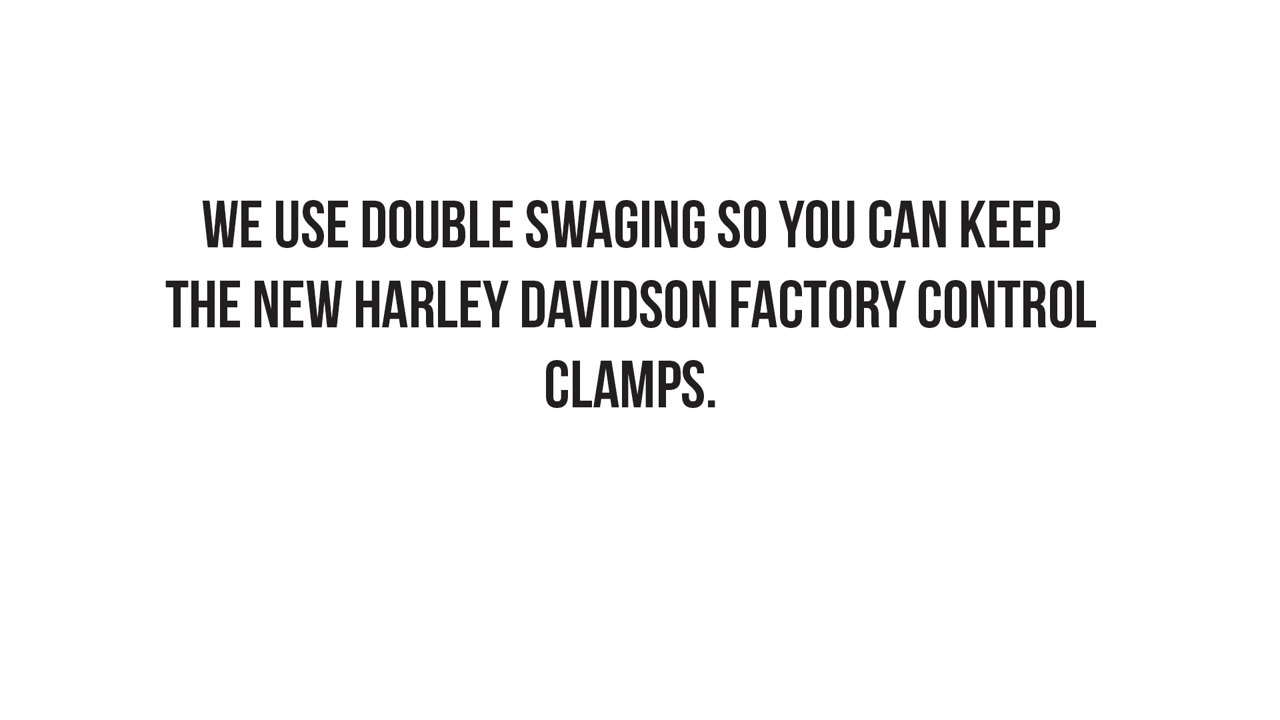 WE USE DOUBLE SWAGING SO YOU CAN KEEP
THE NEW HARLEY DAVIDSON FACTORY CONTROL
CLAMPS.